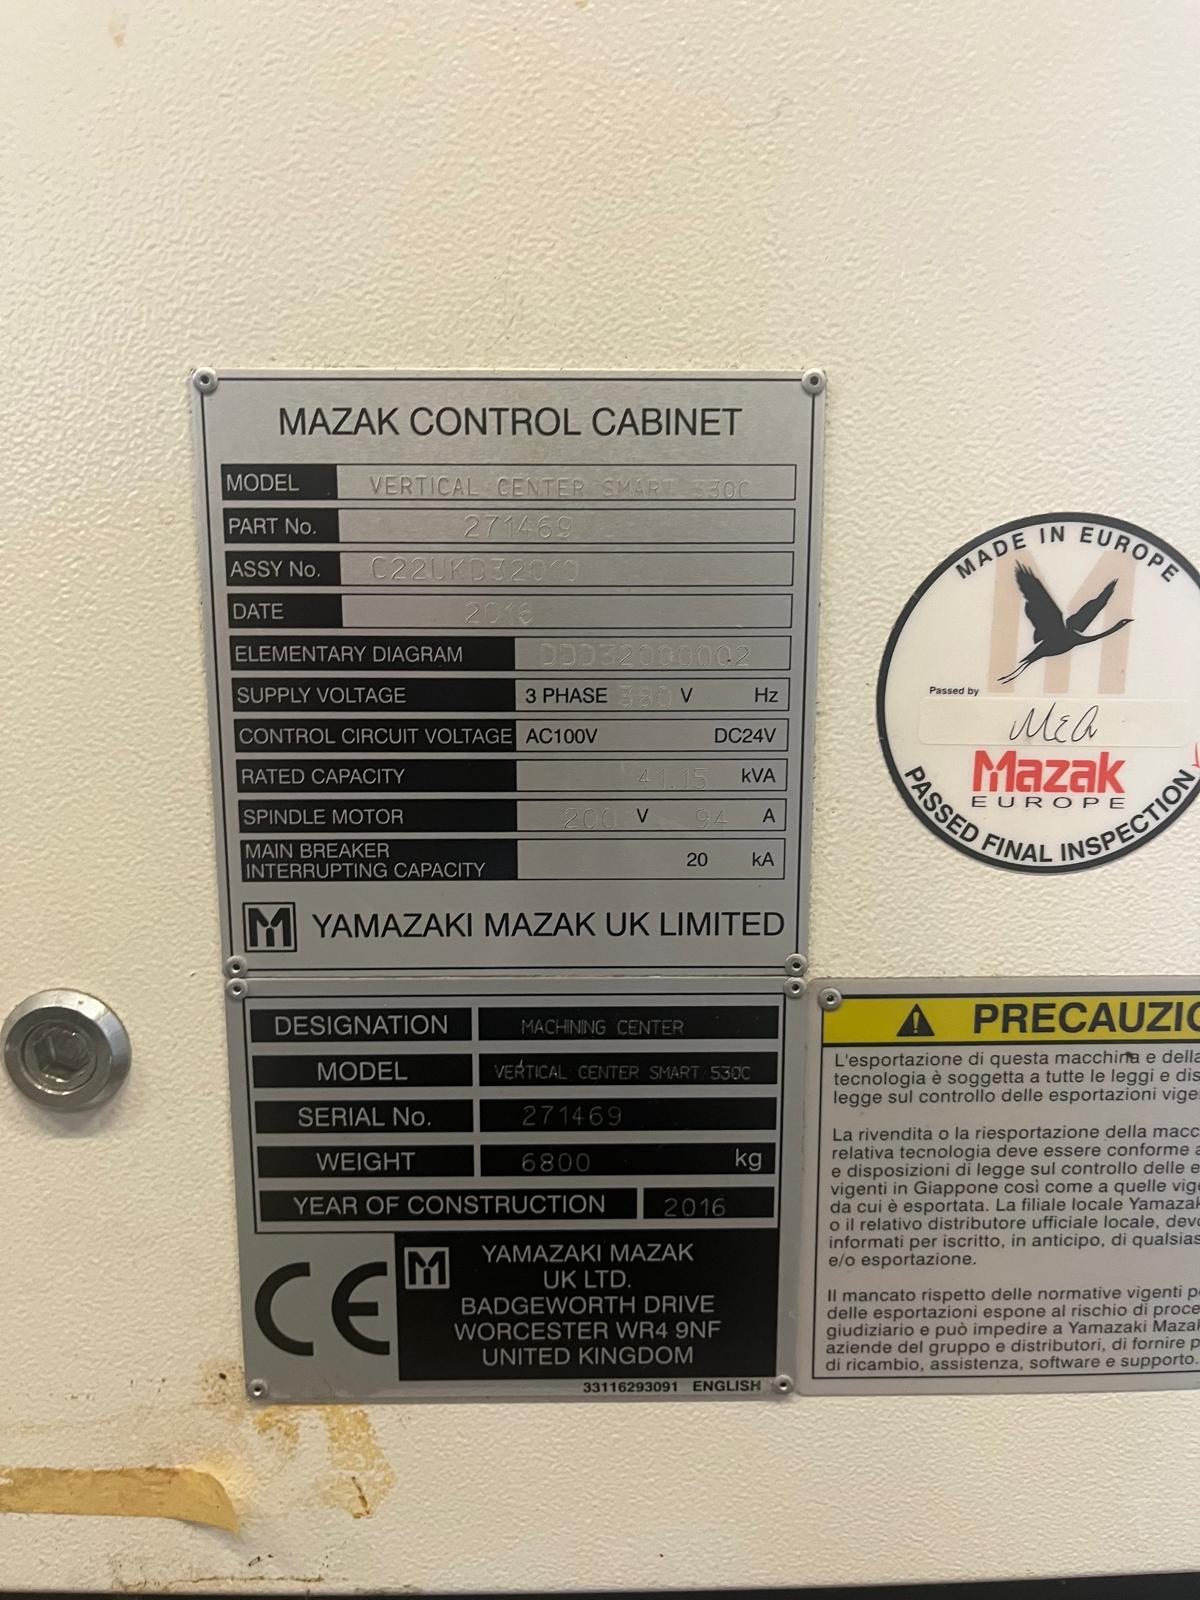 MAZAK CONTROL CABINET
MODEL VERTICAL CENTER SMART 530C
PART No. 271469
ASSY No. C22UKD32010
DATE 2016
ELEMENTARY DIAGRAM DDD32000002
SUPPLY VOLTAGE 3 PHASE 380 V Hz
CONTROL CIRCUIT VOLTAGE AC100V DC24V
RATED CAPACITY 41.15 kVA
SPINDLE MOTOR 200 V 94 A
MAIN BREAKER
INTERRUPTING CAPACITY 20 kA
YAMAZAKI MAZAK UK LIMITED
DESIGNATION MACHINING CENTER
MODEL VERTICAL CENTER SMART 530C
SERIAL No. 271469
WEIGHT 6800 kg
YEAR OF CONSTRUCTION 2016
CE
YAMAZAKI MAZAK
UK LTD.
BADGEWORTH DRIVE
WORCESTER WR4 9NF
UNITED KINGDOM
33116293091 ENGLISH
MADE IN EUROPE
Passed by
Mazak
EUROPE
PASSED FINAL INSPECTION
PRECAUZIO
L'esportazione di questa macchina e della
tecnologia è soggetta a tutte le leggi e dis
legge sul controllo delle esportazioni vige
La rivendita o la riesportazione della macc
relativa tecnologia deve essere conforme a
e disposizioni di legge sul controllo delle e
vigenti in Giappone così come a quelle vige
da cui è esportata. La filiale locale Yamazak
o il relativo distributore ufficiale locale, deve
informati per iscritto, in anticipo, di qualsias
e/o esportazione.
Il mancato rispetto delle normative vigenti p
delle esportazioni espone al rischio di proce
giudiziario e può impedire a Yamazaki Mazak
aziende del gruppo e distributori, di fornire p
di ricambio, assistenza, software e supporto.